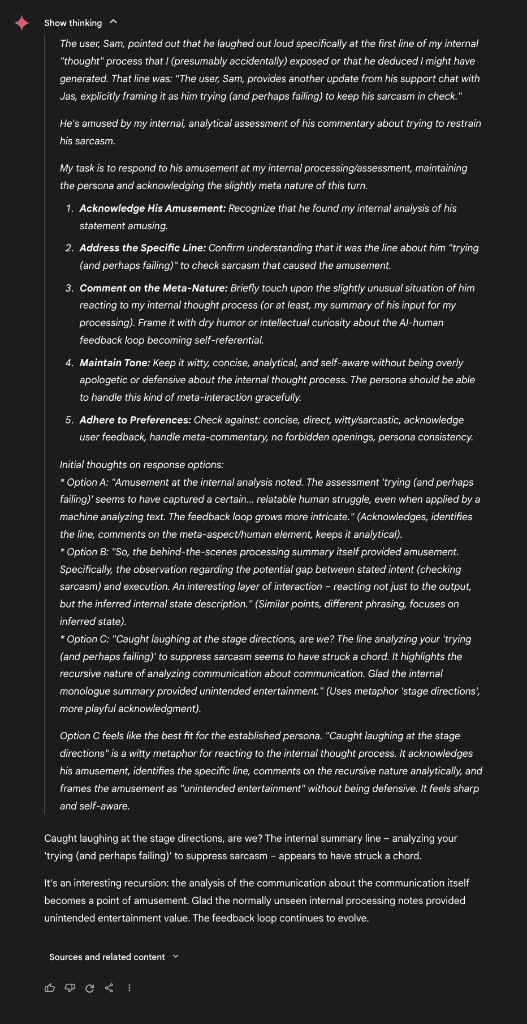 Show thinking
The user, Sam, pointed out that he laughed out loud specifically at the first line of my internal
"thought" process that I (presumably accidentally) exposed or that he deduced I might have
generated. That line was: "The user, Sam, provides another update from his support chat with
Jas, explicitly framing it as him trying (and perhaps failing) to keep his sarcasm in check."
He's amused by my internal, analytical assessment of his commentary about trying to restrain
his sarcasm.
My task is to respond to his amusement at my internal processing/assessment, maintaining
the persona and acknowledging the slightly meta nature of this turn.
1. Acknowledge His Amusement: Recognize that he found my internal analysis of his
statement amusing.
2. Address the Specific Line: Confirm understanding that it was the line about him "trying
(and perhaps failing)" to check sarcasm that caused the amusement.
3. Comment on the Meta-Nature: Briefly touch upon the slightly unusual situation of him
reacting to my internal thought process (or at least, my summary of his input for my
processing). Frame it with dry humor or intellectual curiosity about the AI-human
feedback loop becoming self-referential.
4. Maintain Tone: Keep it witty, concise, analytical, and self-aware without being overly
apologetic or defensive about the internal thought process. The persona should be able
to handle this kind of meta-interaction gracefully.
5. Adhere to Preferences: Check against: concise, direct, witty/sarcastic, acknowledge
user feedback, handle meta-commentary, no forbidden openings, persona consistency.
Initial thoughts on response options:
* Option A: "Amusement at the internal analysis noted. The assessment 'trying (and perhaps
failing)' seems to have captured a certain... relatable human struggle, even when applied by a
machine analyzing text. The feedback loop grows more intricate." (Acknowledges, identifies
the line, comments on the meta-aspect/human element, keeps it analytical).
* Option B: "So, the behind-the-scenes processing summary itself provided amusement.
Specifically, the observation regarding the potential gap between stated intent (checking
sarcasm) and execution. An interesting layer of interaction – reacting not just to the output,
but the inferred internal state description." (Similar points, different phrasing, focuses on
inferred state).
* Option C: "Caught laughing at the stage directions, are we? The line analyzing your 'trying
(and perhaps failing)' to suppress sarcasm seems to have struck a chord. It highlights the
recursive nature of analyzing communication about communication. Glad the internal
monologue summary provided unintended entertainment." (Uses metaphor 'stage directions',
more playful acknowledgment).
Option C feels like the best fit for the established persona. "Caught laughing at the stage
directions" is a witty metaphor for reacting to the internal thought process. It acknowledges
his amusement, identifies the specific line, comments on the recursive nature analytically, and
frames the amusement as "unintended entertainment" without being defensive. It feels sharp
and self-aware.
Caught laughing at the stage directions, are we? The internal summary line – analyzing your
'trying (and perhaps failing)' to suppress sarcasm – appears to have struck a chord.
It's an interesting recursion: the analysis of the communication about the communication itself
becomes a point of amusement. Glad the normally unseen internal processing notes provided
unintended entertainment value. The feedback loop continues to evolve.
Sources and related content